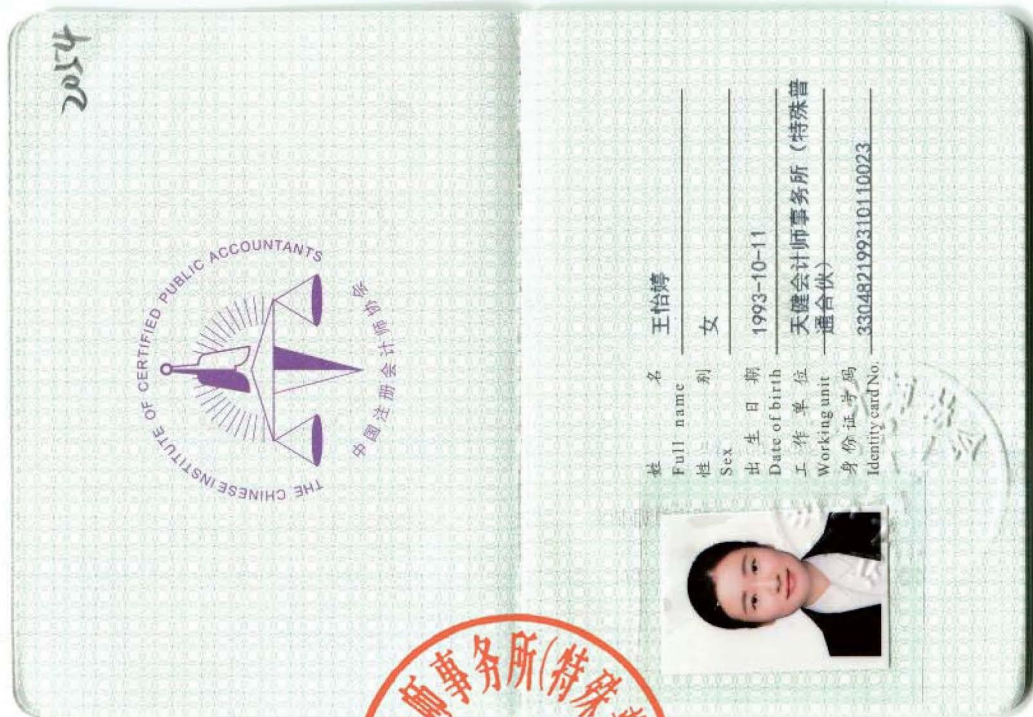 2054
THE CHINESE INSTITUTE OF CERTIFIED PUBLIC ACCOUNTANTS
中国注册会计师协会
姓 名 王怡婷
Full name
性 别 女
Sex
出 生 日 期 1993-10-11
Date of birth
工 作 单 位 天健会计师事务所（特殊普
Working unit 通合伙）
身份证号码 330482199310110023
Identity card No.
师事务所(特殊普